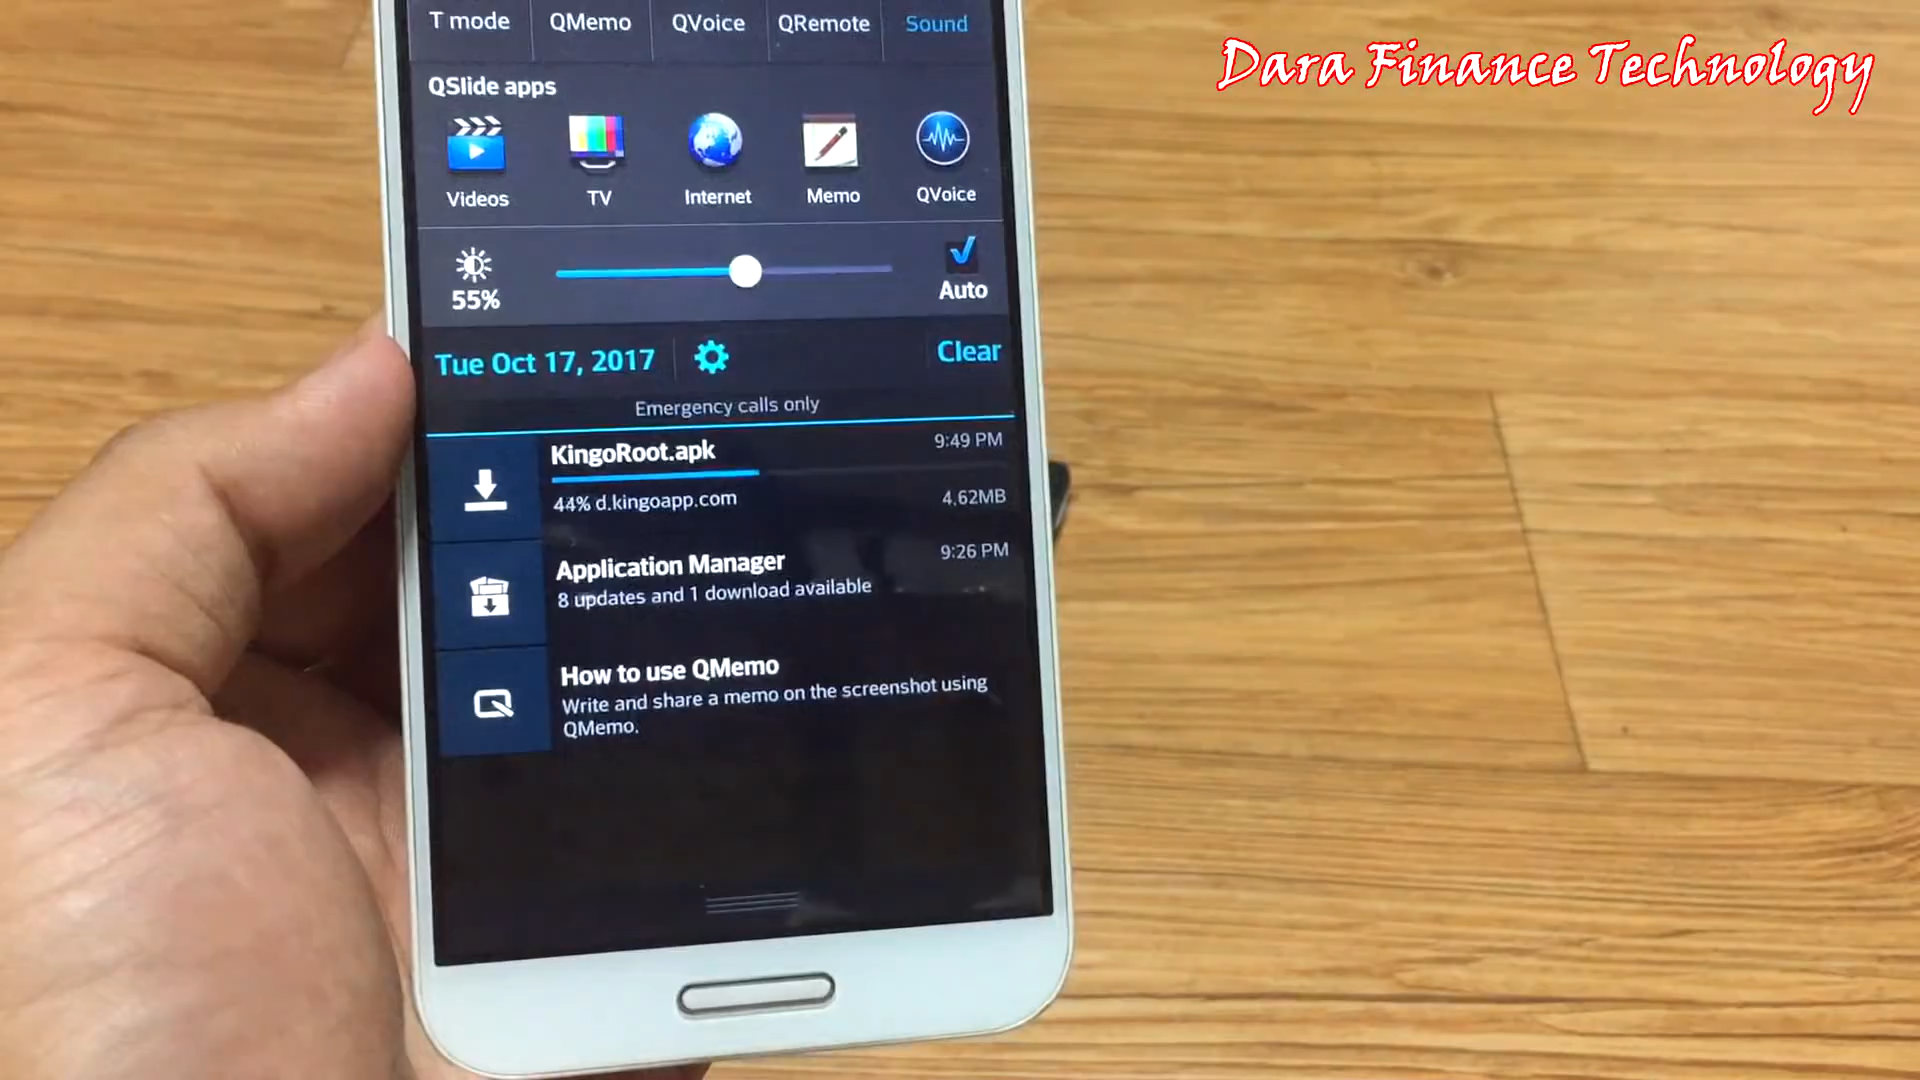 T mode QMemo QVoice QRemote Sound
Dara Finance Technology
QSlide apps
Videos TV Internet Memo QVoice
55% Auto
Tue Oct 17, 2017 Clear
Emergency calls only
KingoRoot.apk 9:49 PM
44% d.kingoapp.com 4.62MB
Application Manager 9:26 PM
8 updates and 1 download available
How to use QMemo
Write and share a memo on the screenshot using
QMemo.